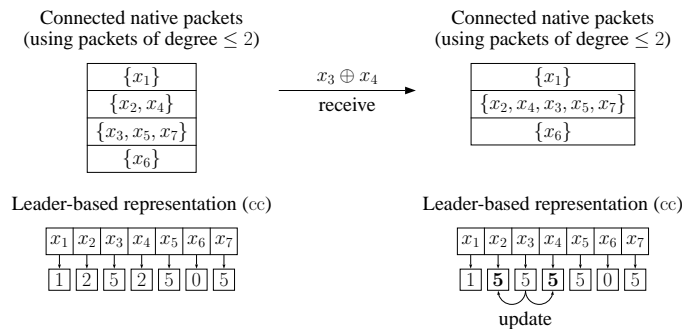 Connected native packets
(using packets of degree ≤ 2)
{x₁}
{x₂, x₄}
{x₃, x₅, x₇}
{x₆}
x₃ ⊕ x₄
receive
Connected native packets
(using packets of degree ≤ 2)
{x₁}
{x₂, x₄, x₃, x₅, x₇}
{x₆}
Leader-based representation (cc)
x₁ x₂ x₃ x₄ x₅ x₆ x₇
1 2 5 2 5 0 5
Leader-based representation (cc)
x₁ x₂ x₃ x₄ x₅ x₆ x₇
1 5 5 5 5 0 5
update